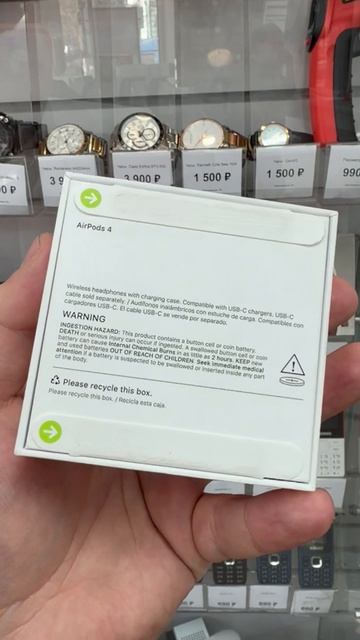 3 900 ₽
1 500 ₽
1 500 ₽
990
AirPods 4
Wireless headphones with charging case. Compatible with USB-C chargers. USB-C
cable sold separately. / Audífonos inalámbricos con estuche de carga. Compatibles con
cargadores USB-C. El cable USB-C se vende por separado.
WARNING
INGESTION HAZARD: This product contains a button cell or coin battery.
DEATH or serious injury can occur if ingested. A swallowed button cell or coin
battery can cause Internal Chemical Burns in as little as 2 hours. KEEP new
and used batteries OUT OF REACH OF CHILDREN. Seek immediate medical
attention if a battery is suspected to be swallowed or inserted inside any part
of the body.
Please recycle this box.
Please recycle this box. / Recicla esta caja.